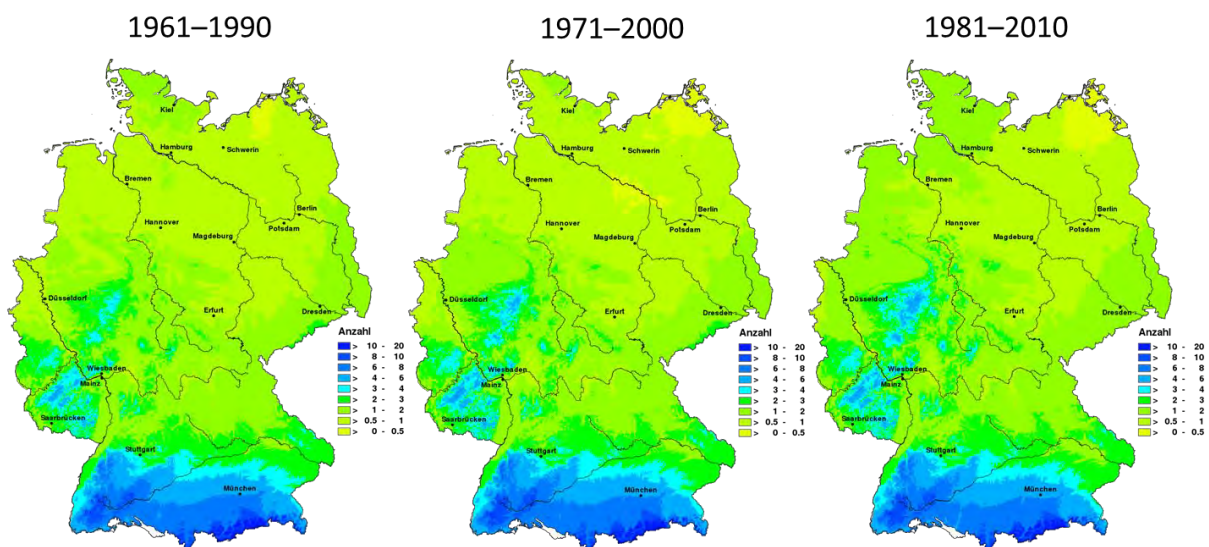 1961–1990
Kiel
Hamburg
Schwerin
Bremen
Berlin
Hannover
Potsdam
Magdeburg
Düsseldorf
Erfurt
Dresden
Wiesbaden
Mainz
Saarbrücken
Stuttgart
München
Anzahl
> 10 - 20
> 8 - 10
> 6 - 8
> 4 - 6
> 3 - 4
> 2 - 3
> 1 - 2
> 0.5 - 1
> 0 - 0.5
1971–2000
Kiel
Hamburg
Schwerin
Bremen
Berlin
Hannover
Potsdam
Magdeburg
Düsseldorf
Erfurt
Dresden
Wiesbaden
Mainz
Saarbrücken
Stuttgart
München
Anzahl
> 10 - 20
> 8 - 10
> 6 - 8
> 4 - 6
> 3 - 4
> 2 - 3
> 1 - 2
> 0.5 - 1
> 0 - 0.5
1981–2010
Kiel
Hamburg
Schwerin
Bremen
Berlin
Hannover
Potsdam
Magdeburg
Düsseldorf
Erfurt
Dresden
Wiesbaden
Mainz
Saarbrücken
Stuttgart
München
Anzahl
> 10 - 20
> 8 - 10
> 6 - 8
> 4 - 6
> 3 - 4
> 2 - 3
> 1 - 2
> 0.5 - 1
> 0 - 0.5